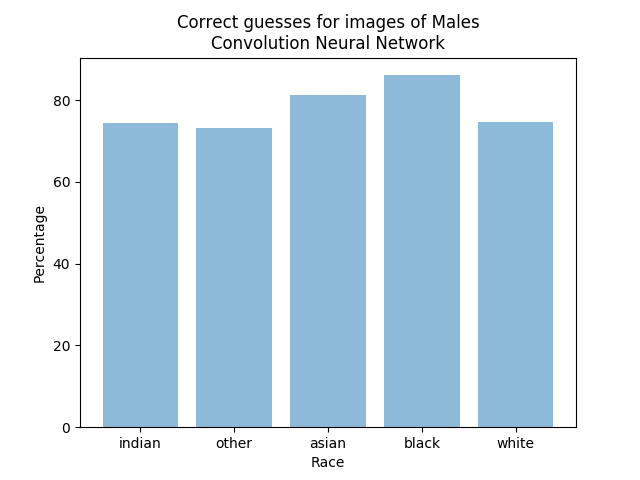 Correct guesses for images of Males
Convolution Neural Network
Percentage
80
60
40
20
0
indian other asian black white
Race